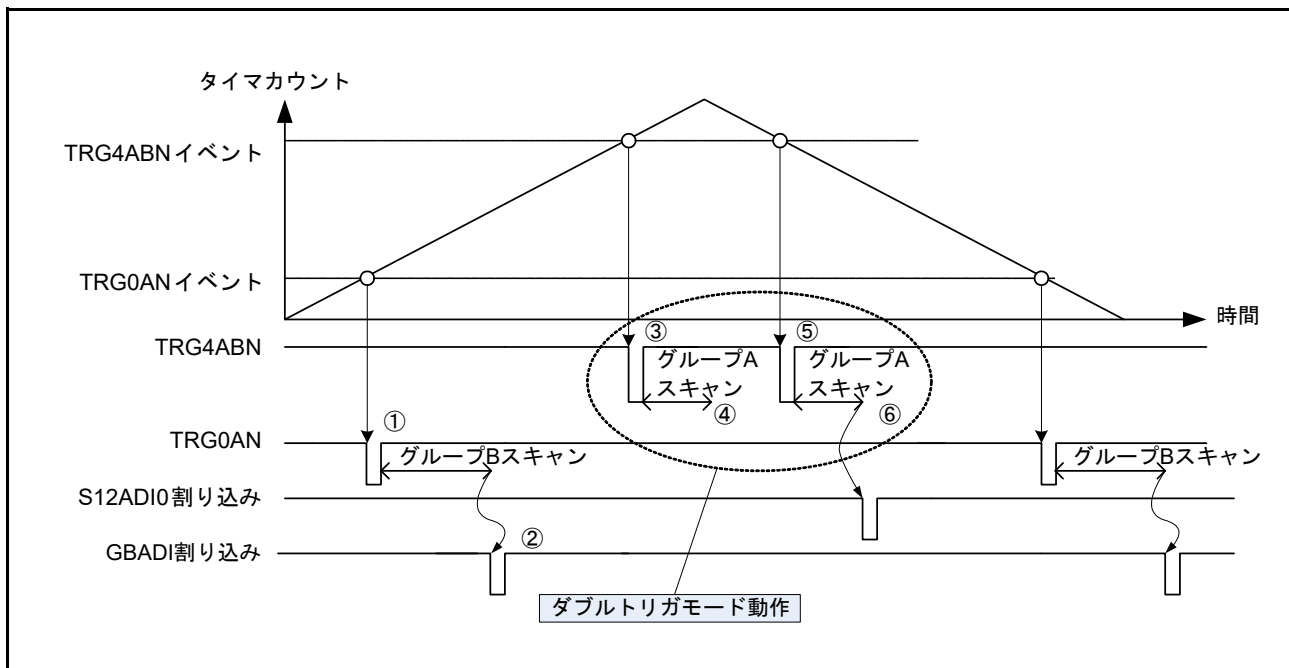 タイマカウント
TRG4ABNイベント
TRG0ANイベント
時間
TRG4ABN
③
⑤
グループA
スキャン
グループA
スキャン
④
⑥
TRG0AN
①
グループBスキャン
グループBスキャン
S12ADI0割り込み
GBADI割り込み
②
ダブルトリガモード動作